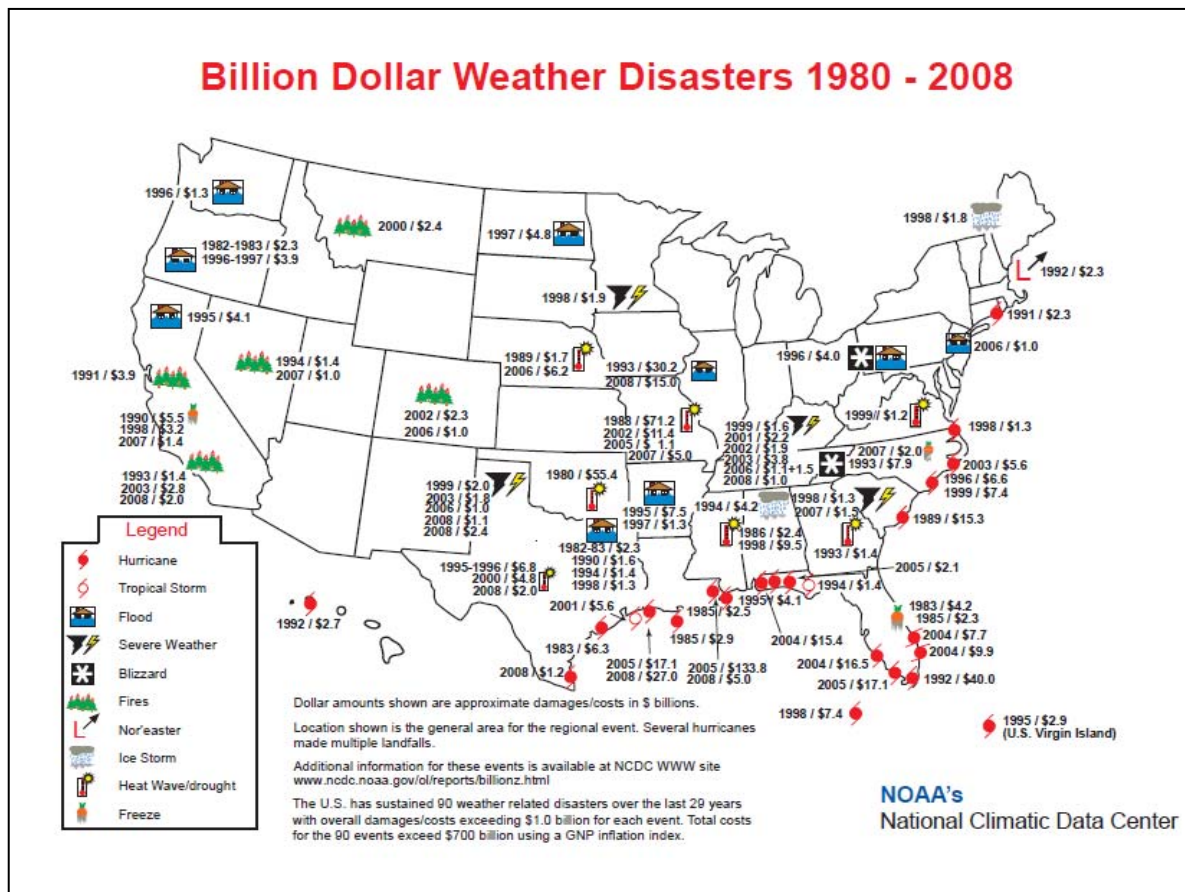 Billion Dollar Weather Disasters 1980 - 2008
1996 / $1.3
1982-1983 / $2.3
1996-1997 / $3.9
1995 / $4.1
2000 / $2.4
1997 / $4.8
1998 / $1.9
1998 / $1.8
1992 / $2.3
1991 / $2.3
2006 / $1.0
1996 / $4.0
1991 / $3.9
1994 / $1.4
2007 / $1.0
1989 / $1.7
2006 / $6.2
1993 / $30.2
2008 / $15.0
1990 / $5.5
1998 / $3.2
2007 / $1.4
1993 / $1.4
2003 / $2.8
2008 / $2.0
2002 / $2.3
2006 / $1.0
1988 / $71.2
2002 / $11.4
2005 / $ 1.1
2007 / $5.0
1999 / $1.6
2001 / $2.2
2002 / $1.9
2003 / $3.8
2006 / $1.1+1.5
2008 / $1.0
1999// $1.2
1998 / $1.3
2007 / $2.0
1993 / $7.9
2003 / $5.6
1996 / $6.6
1999 / $7.4
1989 / $15.3
1999 / $2.0
2003 / $1.8
2006 / $1.0
2008 / $1.1
2008 / $2.4
1980 / $55.4
1995 / $7.5
1997 / $1.3
1994 / $4.2
1998 / $1.3
2007 / $1.5
1986 / $2.4
1998 / $9.5
1993 / $1.4
1982-83 / $2.3
1990 / $1.6
1994 / $1.4
1998 / $1.3
1995-1996 / $6.8
2000 / $4.8
2008 / $2.0
2005 / $2.1
1994 / $1.4
1995 / $4.1
1985 / $2.5
2001 / $5.6
1985 / $2.9
1983 / $6.3
2008 / $1.2
2005 / $17.1
2008 / $27.0
2005 / $133.8
2008 / $5.0
2004 / $15.4
1983 / $4.2
1985 / $2.3
2004 / $7.7
2004 / $9.9
2004 / $16.5
2005 / $17.1
1992 / $40.0
1998 / $7.4
1995 / $2.9
(U.S. Virgin Island)
1992 / $2.7
Legend
Hurricane
Tropical Storm
Flood
Severe Weather
Blizzard
Fires
L
Nor'easter
Ice Storm
Heat Wave/drought
Freeze
L
Dollar amounts shown are approximate damages/costs in $ billions.
Location shown is the general area for the regional event. Several hurricanes
made multiple landfalls.
Additional information for these events is available at NCDC WWW site
www.ncdc.noaa.gov/ol/reports/billionz.html
The U.S. has sustained 90 weather related disasters over the last 29 years
with overall damages/costs exceeding $1.0 billion for each event. Total costs
for the 90 events exceed $700 billion using a GNP inflation index.
NOAA's
National Climatic Data Center